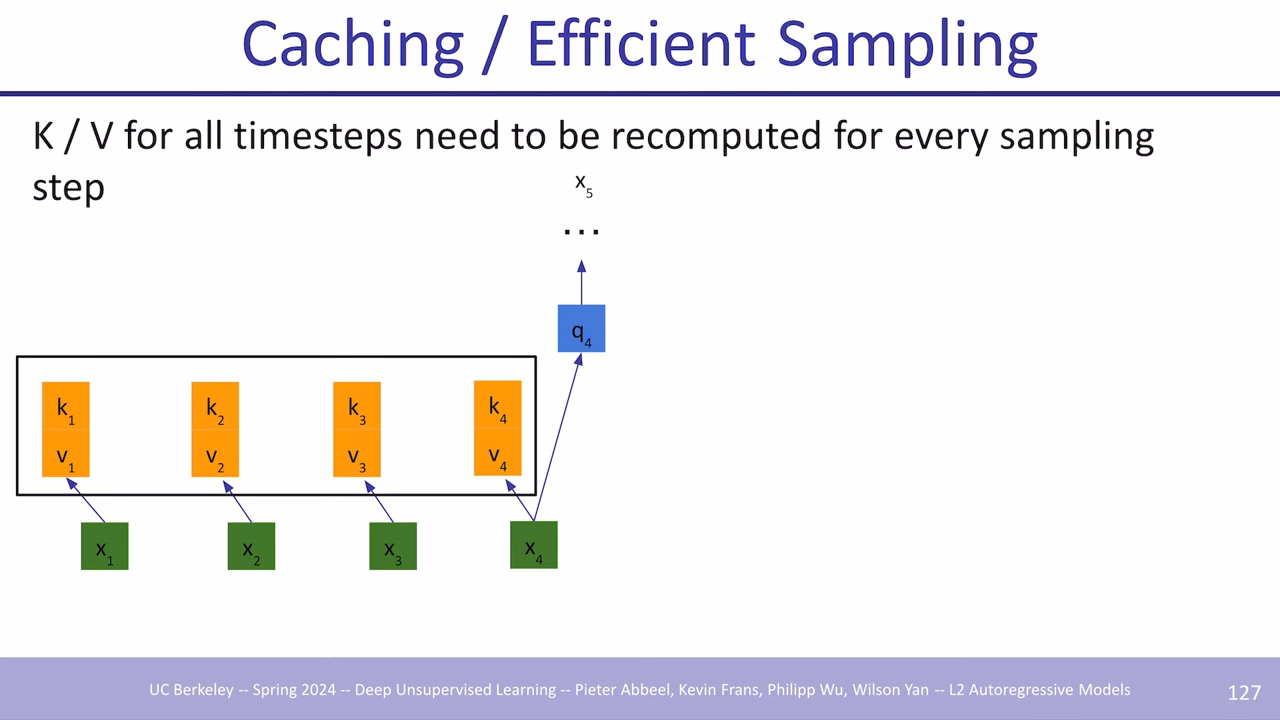 Caching / Efficient Sampling
K / V for all timesteps need to be recomputed for every sampling
step
x5
...
q4
k1 k2 k3 k4
v1 v2 v3 v4
x1 x2 x3 x4
UC Berkeley -- Spring 2024 -- Deep Unsupervised Learning -- Pieter Abbeel, Kevin Frans, Philipp Wu, Wilson Yan -- L2 Autoregressive Models 127